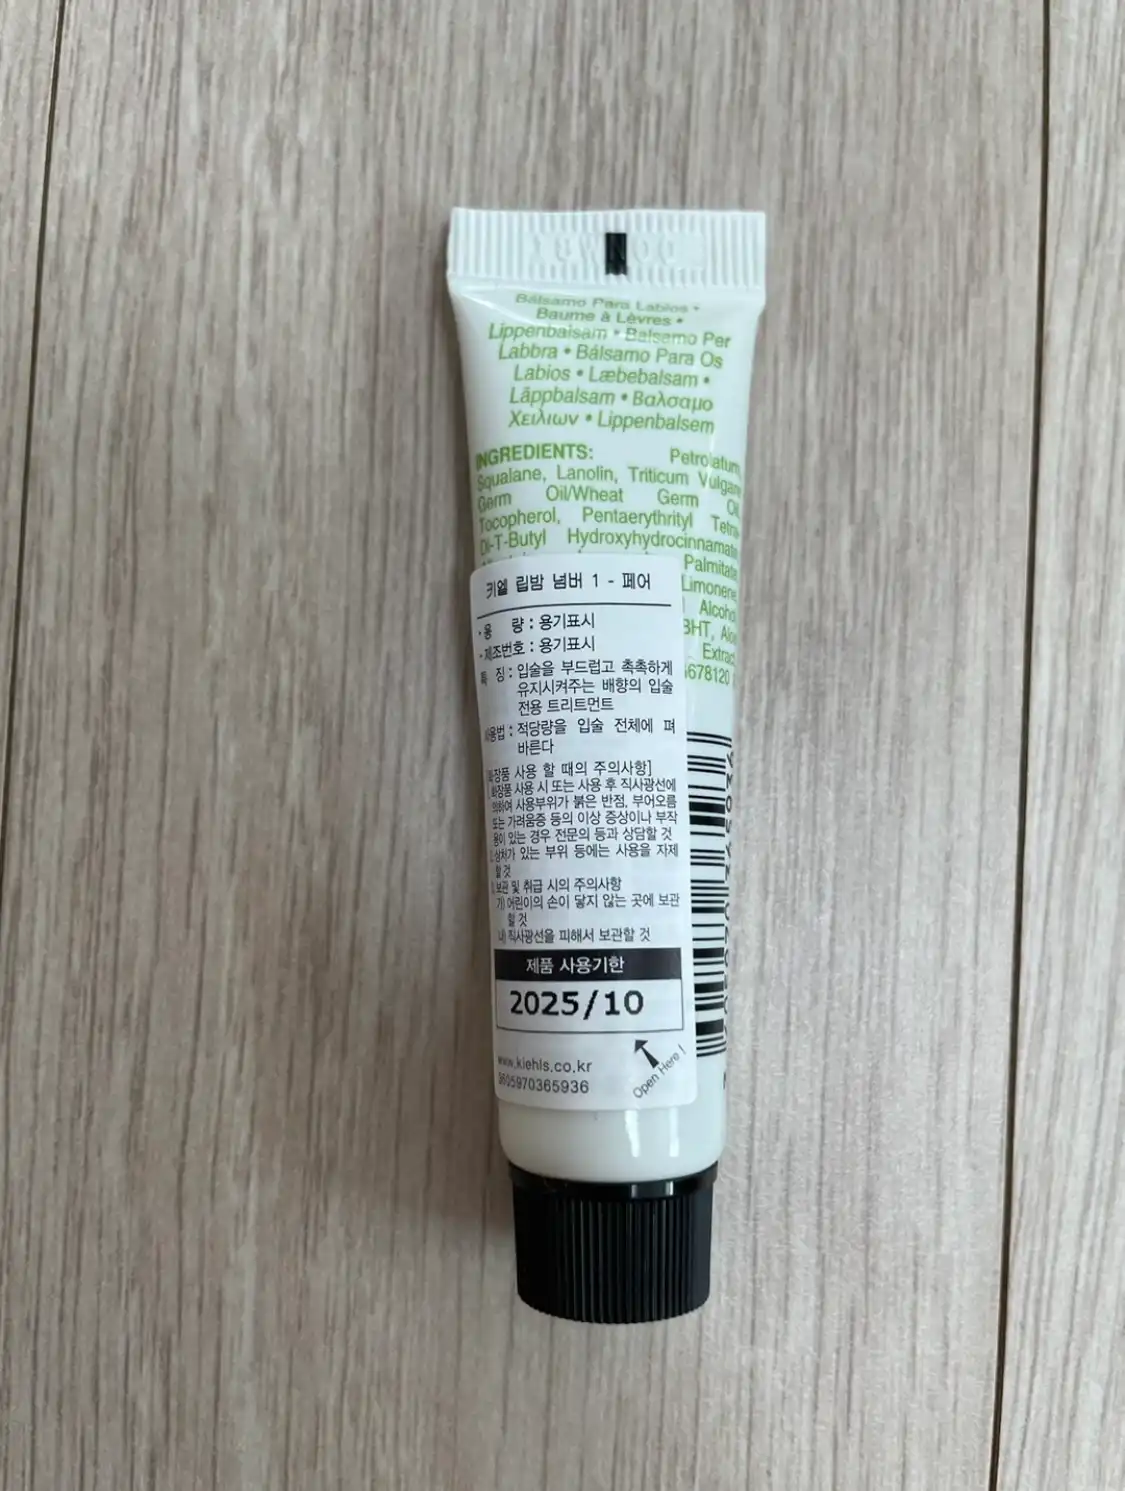 Bálsamo Para Labios •
Baume à Lèvres •
Lippenbalsam • Balsamo Per
Labbra • Bálsamo Para Os
Labios • Læbebalsam •
Läppbalsam • Βαλσαμο
Χειλιων • Lippenbalsem
INGREDIENTS: Petrolatum,
Squalane, Lanolin, Triticum Vulgare
Germ Oil/Wheat Germ Oil,
Tocopherol, Pentaerythrityl Tetra-
Di-T-Butyl Hydroxyhydrocinnamate,
Palmitate,
Limonene,
Alcohol,
BHT, Aloe
Extract
678120
키엘 립밤 넘버 1 - 페어
• 용 량 : 용기표시
- 제조번호 : 용기표시
특 징 : 입술을 부드럽고 촉촉하게
유지시켜주는 배향의 입술
전용 트리트먼트
사용법 : 적당량을 입술 전체에 펴
바른다
[화장품 사용 할 때의 주의사항]
화장품 사용 시 또는 사용 후 직사광선에
의하여 사용부위가 붉은 반점, 부어오름
또는 가려움증 등의 이상 증상이나 부작
용이 있는 경우 전문의 등과 상담할 것
상처가 있는 부위 등에는 사용을 자제
할 것
보관 및 취급 시의 주의사항
가) 어린이의 손이 닿지 않는 곳에 보관
할 것
나) 직사광선을 피해서 보관할 것
제품 사용기한
2025/10
www.kiehls.co.kr
3605970365936
Open Here !